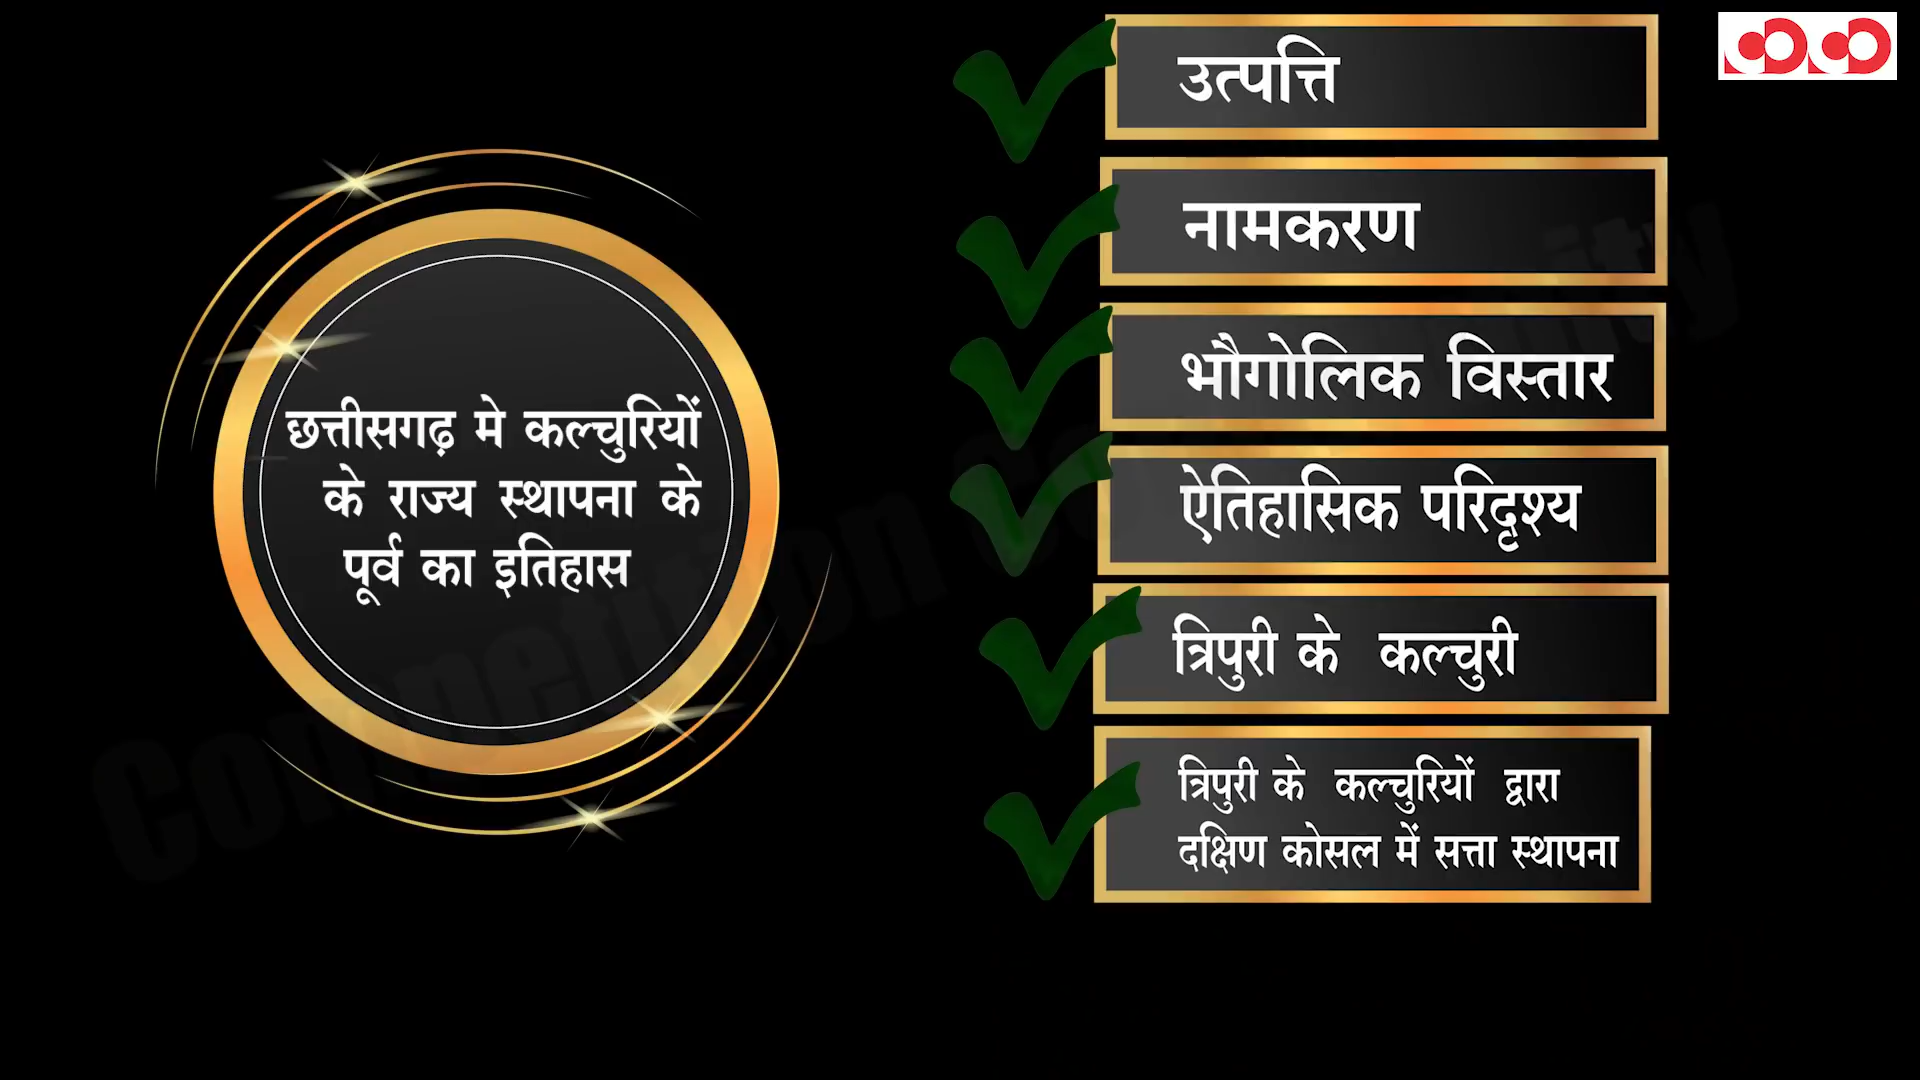 छत्तीसगढ़ मे कल्चुरियों
के राज्य स्थापना के
पूर्व का इतिहास
उत्पत्ति
नामकरण
भौगोलिक विस्तार
ऐतिहासिक परिदृश्य
त्रिपुरी के कल्चुरी
त्रिपुरी के कल्चुरियों द्वारा
दक्षिण कोसल में सत्ता स्थापना